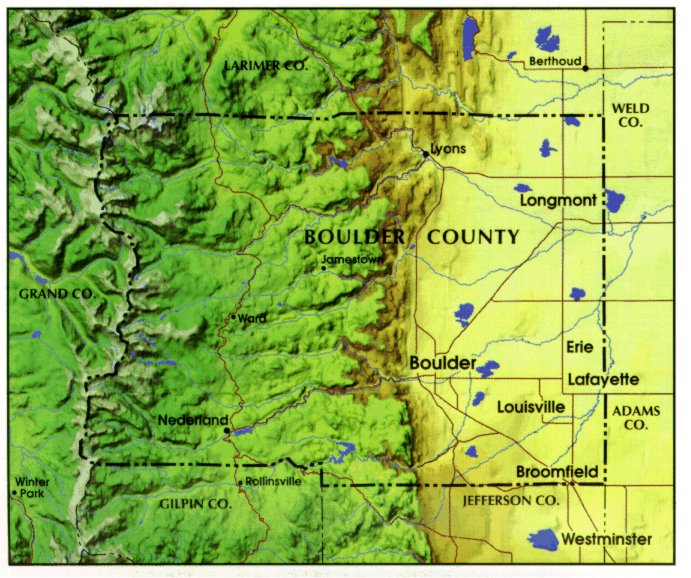 Berthoud
LARIMER CO.
WELD
CO.
Lyons
Longmont
BOULDER COUNTY
Jamestown
GRAND CO.
Ward
Erie
Boulder
Lafayette
Louisville
ADAMS
CO.
Nederland
Broomfield
Winter
Park
Rollinsville
GILPIN CO.
JEFFERSON CO.
Westminster